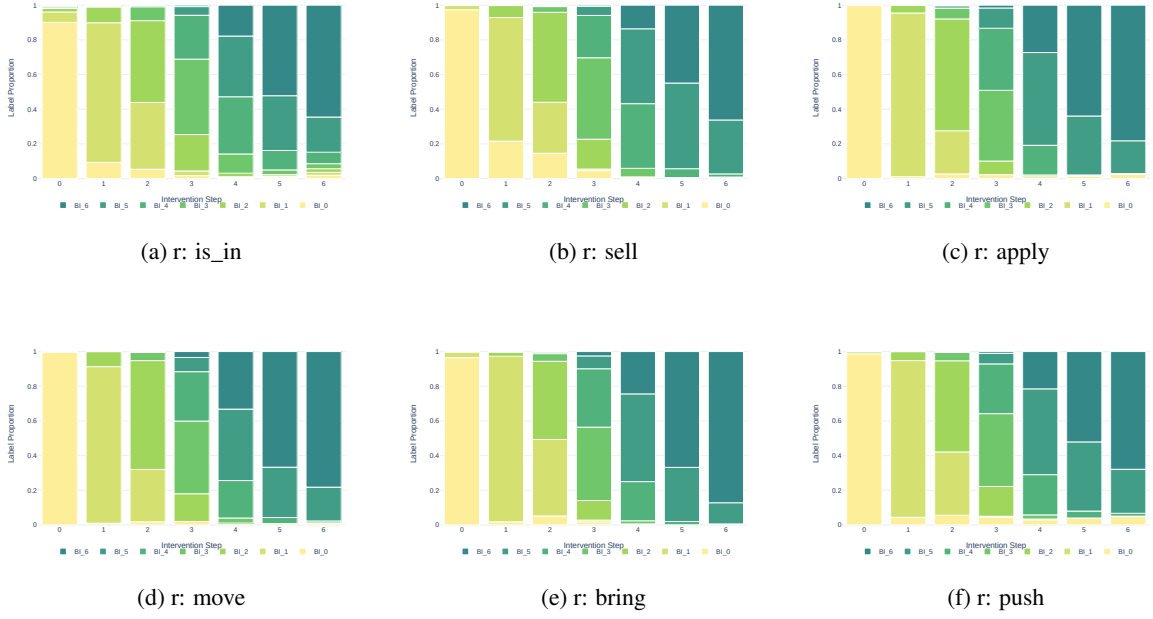 1
0.8
0.6
0.4
0.2
0
Label Proportion
0 1 2 3 4 5 6
Intervention Step
BI_6 BI_5 BI_4 BI_3 BI_2 BI_1 BI_0
(a) r: is_in
1
0.8
0.6
0.4
0.2
0
Label Proportion
0 1 2 3 4 5 6
Intervention Step
BI_6 BI_5 BI_4 BI_3 BI_2 BI_1 BI_0
(b) r: sell
1
0.8
0.6
0.4
0.2
0
Label Proportion
0 1 2 3 4 5 6
Intervention Step
BI_6 BI_5 BI_4 BI_3 BI_2 BI_1 BI_0
(c) r: apply
1
0.8
0.6
0.4
0.2
0
Label Proportion
0 1 2 3 4 5 6
Intervention Step
BI_6 BI_5 BI_4 BI_3 BI_2 BI_1 BI_0
(d) r: move
1
0.8
0.6
0.4
0.2
0
Label Proportion
0 1 2 3 4 5 6
Intervention Step
BI_6 BI_5 BI_4 BI_3 BI_2 BI_1 BI_0
(e) r: bring
1
0.8
0.6
0.4
0.2
0
Label Proportion
0 1 2 3 4 5 6
Intervention Step
BI_6 BI_5 BI_4 BI_3 BI_2 BI_1 BI_0
(f) r: push